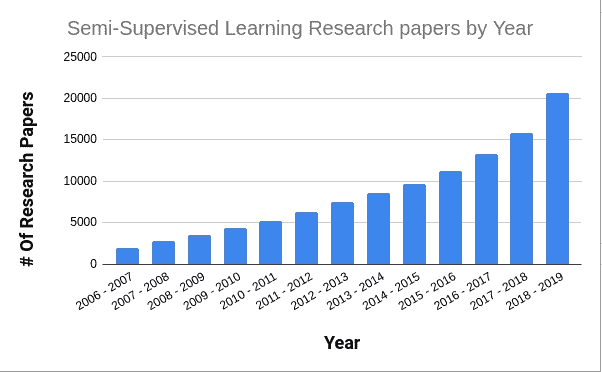 Semi-Supervised Learning Research papers by Year
# Of Research Papers
25000
20000
15000
10000
5000
0
2006 - 2007
2007 - 2008
2008 - 2009
2009 - 2010
2010 - 2011
2011 - 2012
2012 - 2013
2013 - 2014
2014 - 2015
2015 - 2016
2016 - 2017
2017 - 2018
2018 - 2019
Year